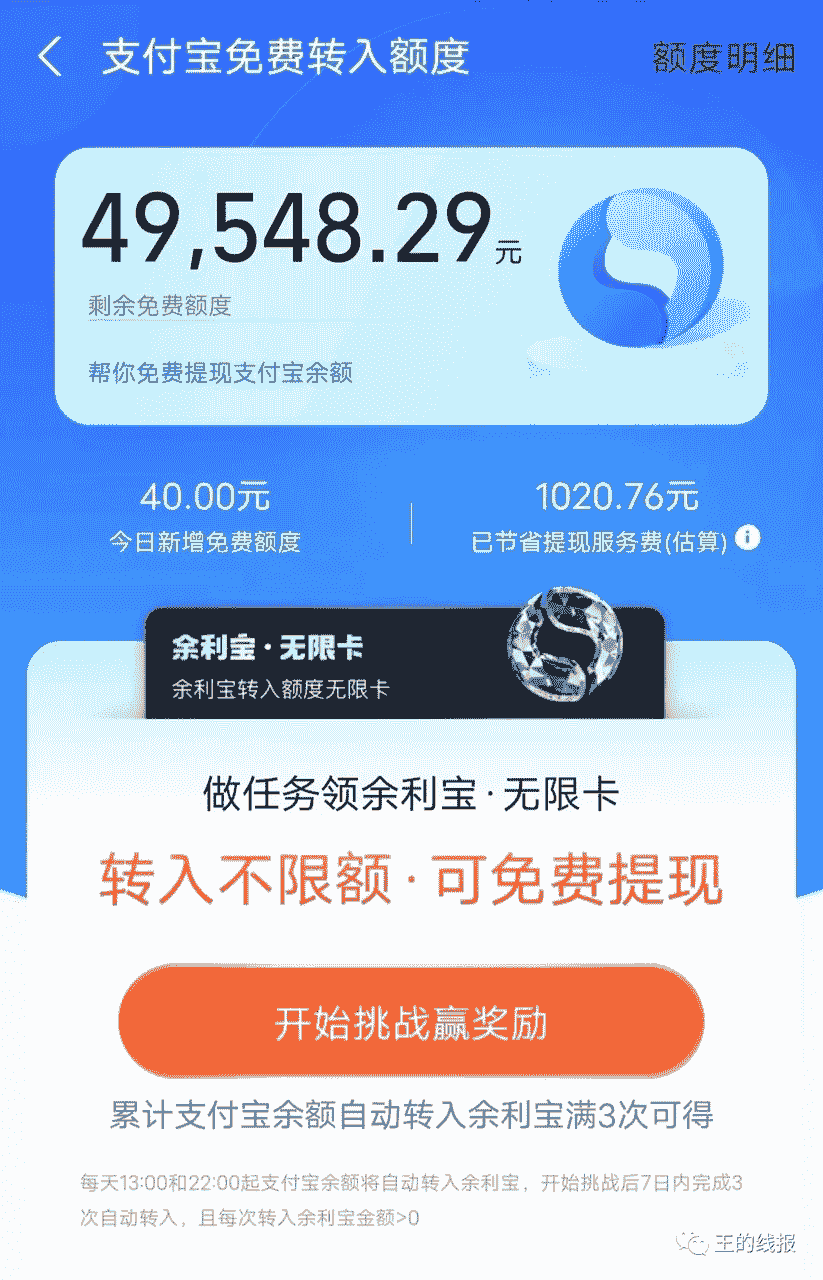 支付宝免费转入额度
额度明细
49,548.29元
剩余免费额度
帮你免费提现支付宝余额
40.00元
今日新增免费额度
1020.76元
已节省提现服务费(估算)
余利宝·无限卡
余利宝转入额度无限卡
做任务领余利宝·无限卡
转入不限额·可免费提现
开始挑战赢奖励
累计支付宝余额自动转入余利宝满3次可得
每天13:00和22:00起支付宝余额将自动转入余利宝，开始挑战后7日内完成3
次自动转入，且每次转入余利宝金额>0
王的线报